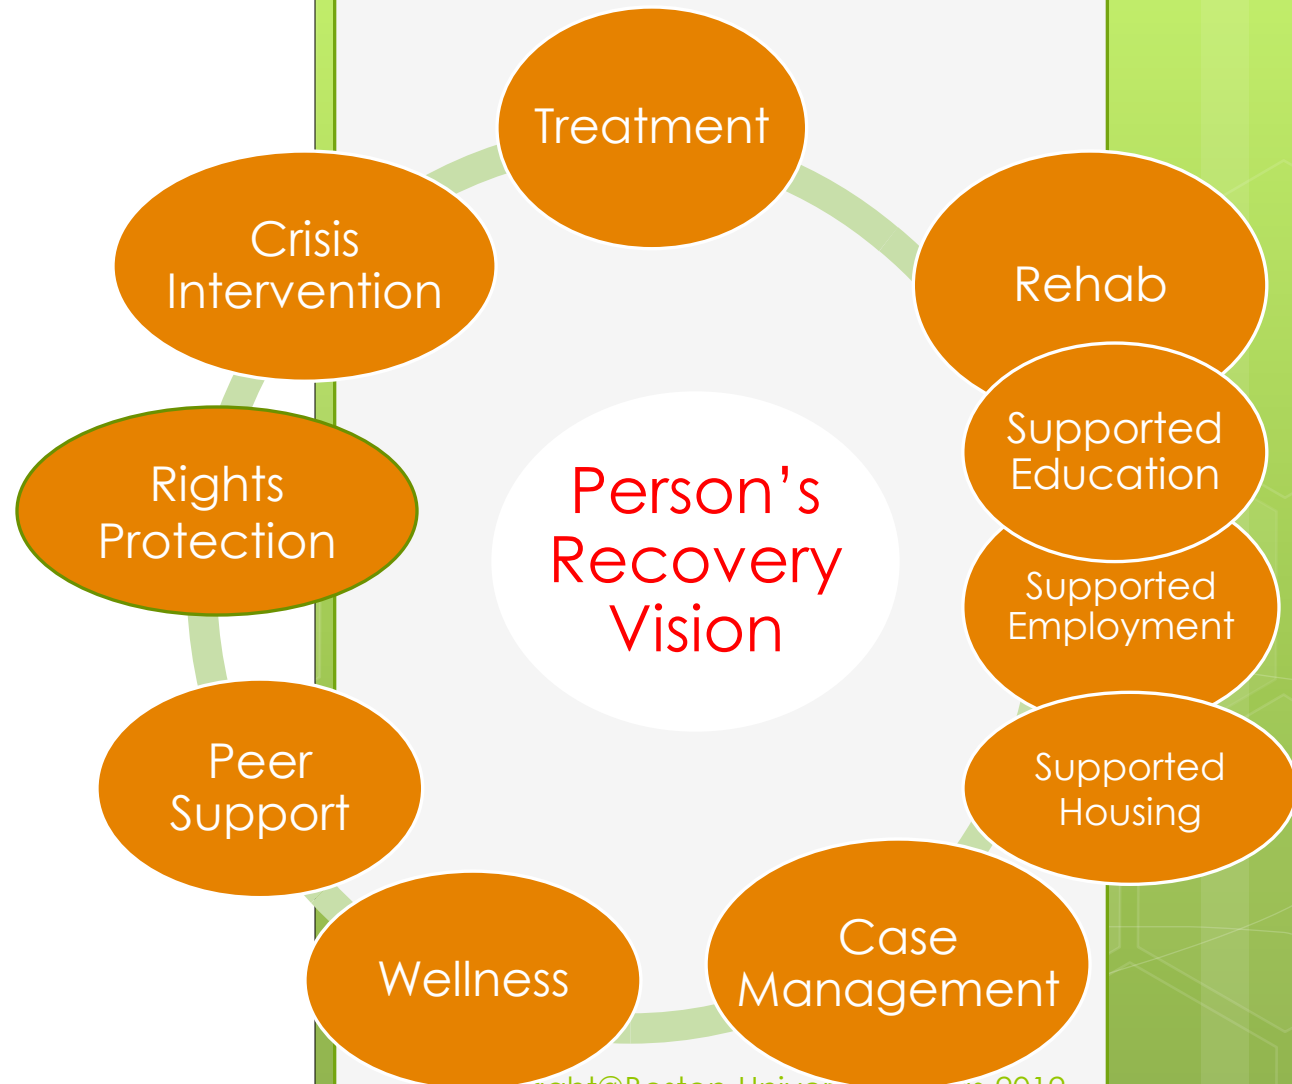 Treatment
Crisis
Intervention
Rehab
Supported
Education
Person's
Recovery
Vision
Rights
Protection
Supported
Employment
Peer
Support
Supported
Housing
Case
Management
Wellness
2010